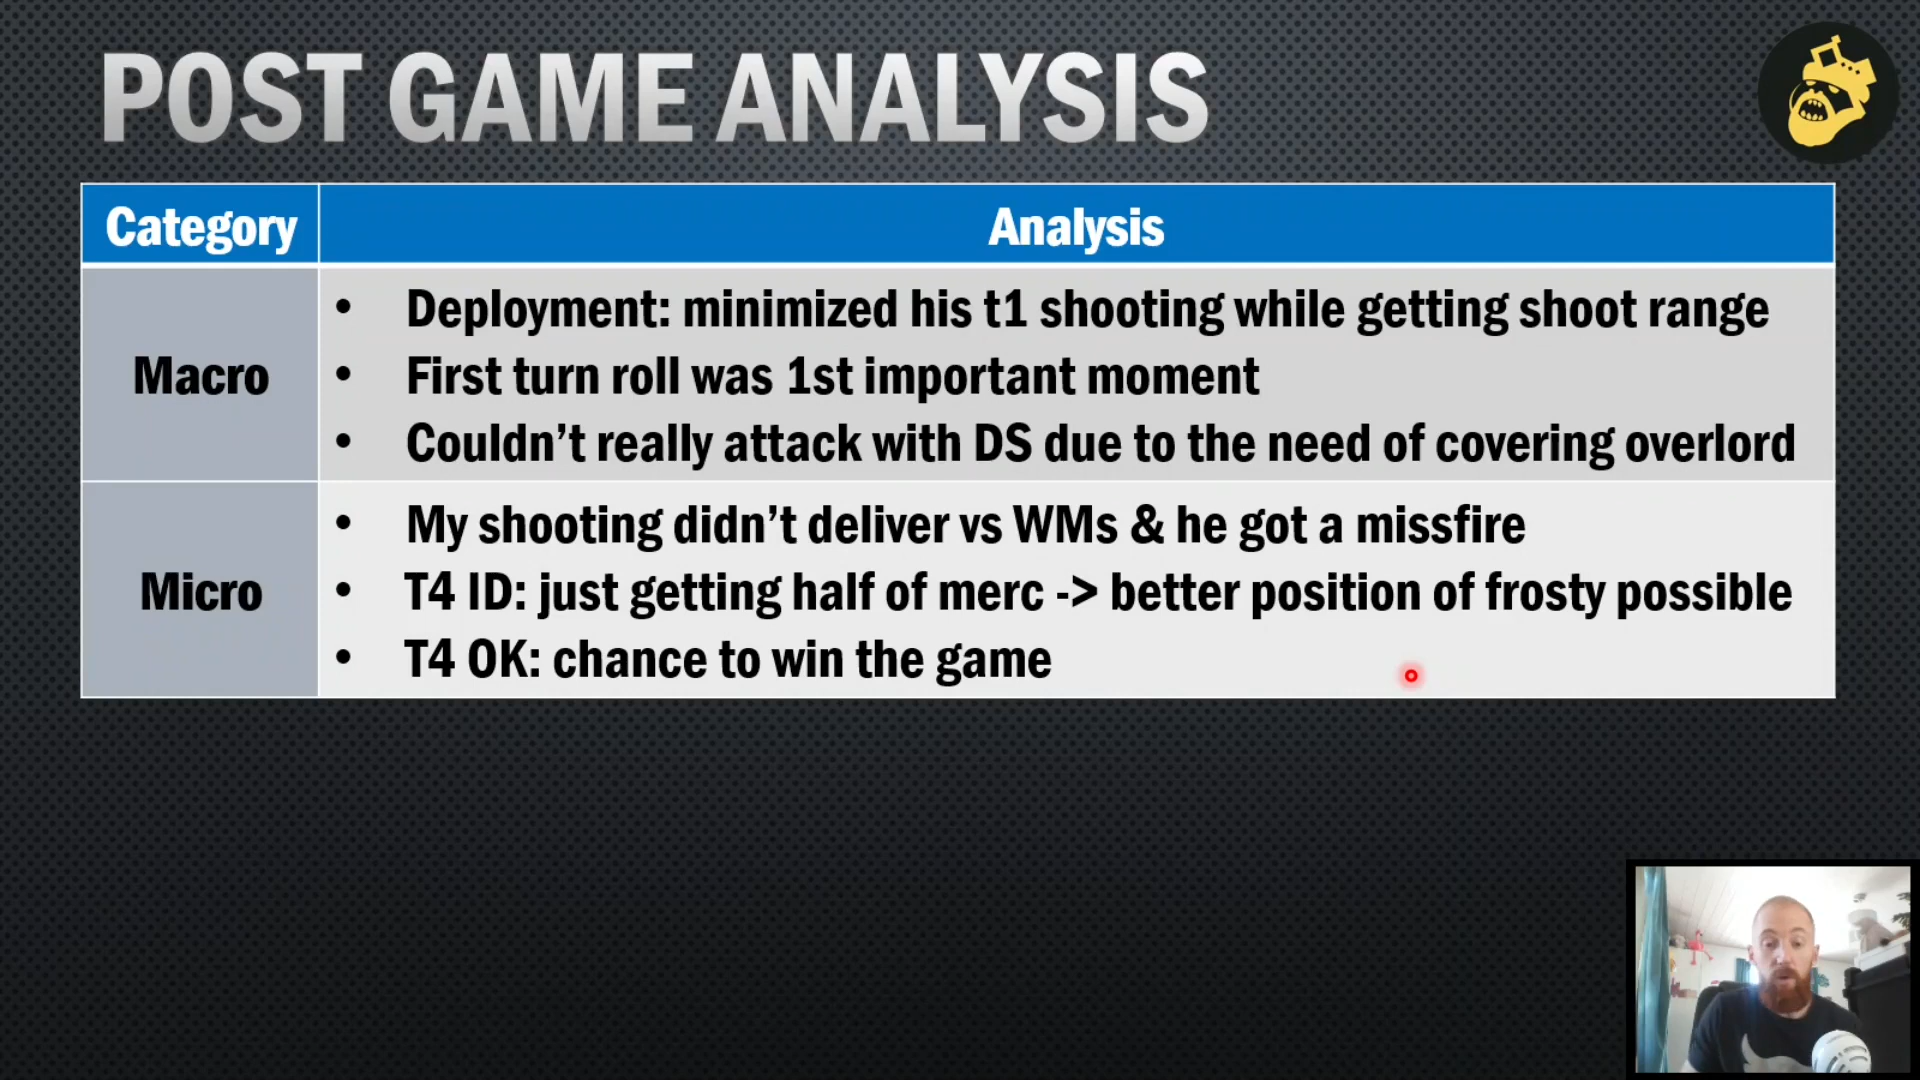 POST GAME ANALYSIS
Category
Analysis
Macro
• Deployment: minimized his t1 shooting while getting shoot range
• First turn roll was 1st important moment
• Couldn’t really attack with DS due to the need of covering overlord
Micro
• My shooting didn’t deliver vs WMs & he got a missfire
• T4 ID: just getting half of merc -> better position of frosty possible
• T4 OK: chance to win the game